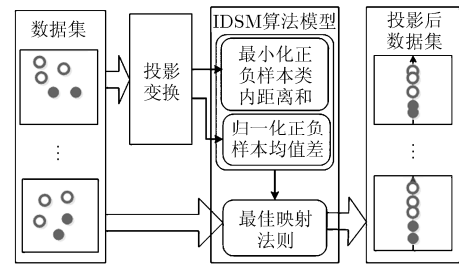 数据集
投影
变换
IDSM算法模型
最小化正
负样本类
内距离和
归一化正负
样本均值差
最佳映射
法则
投影后
数据集